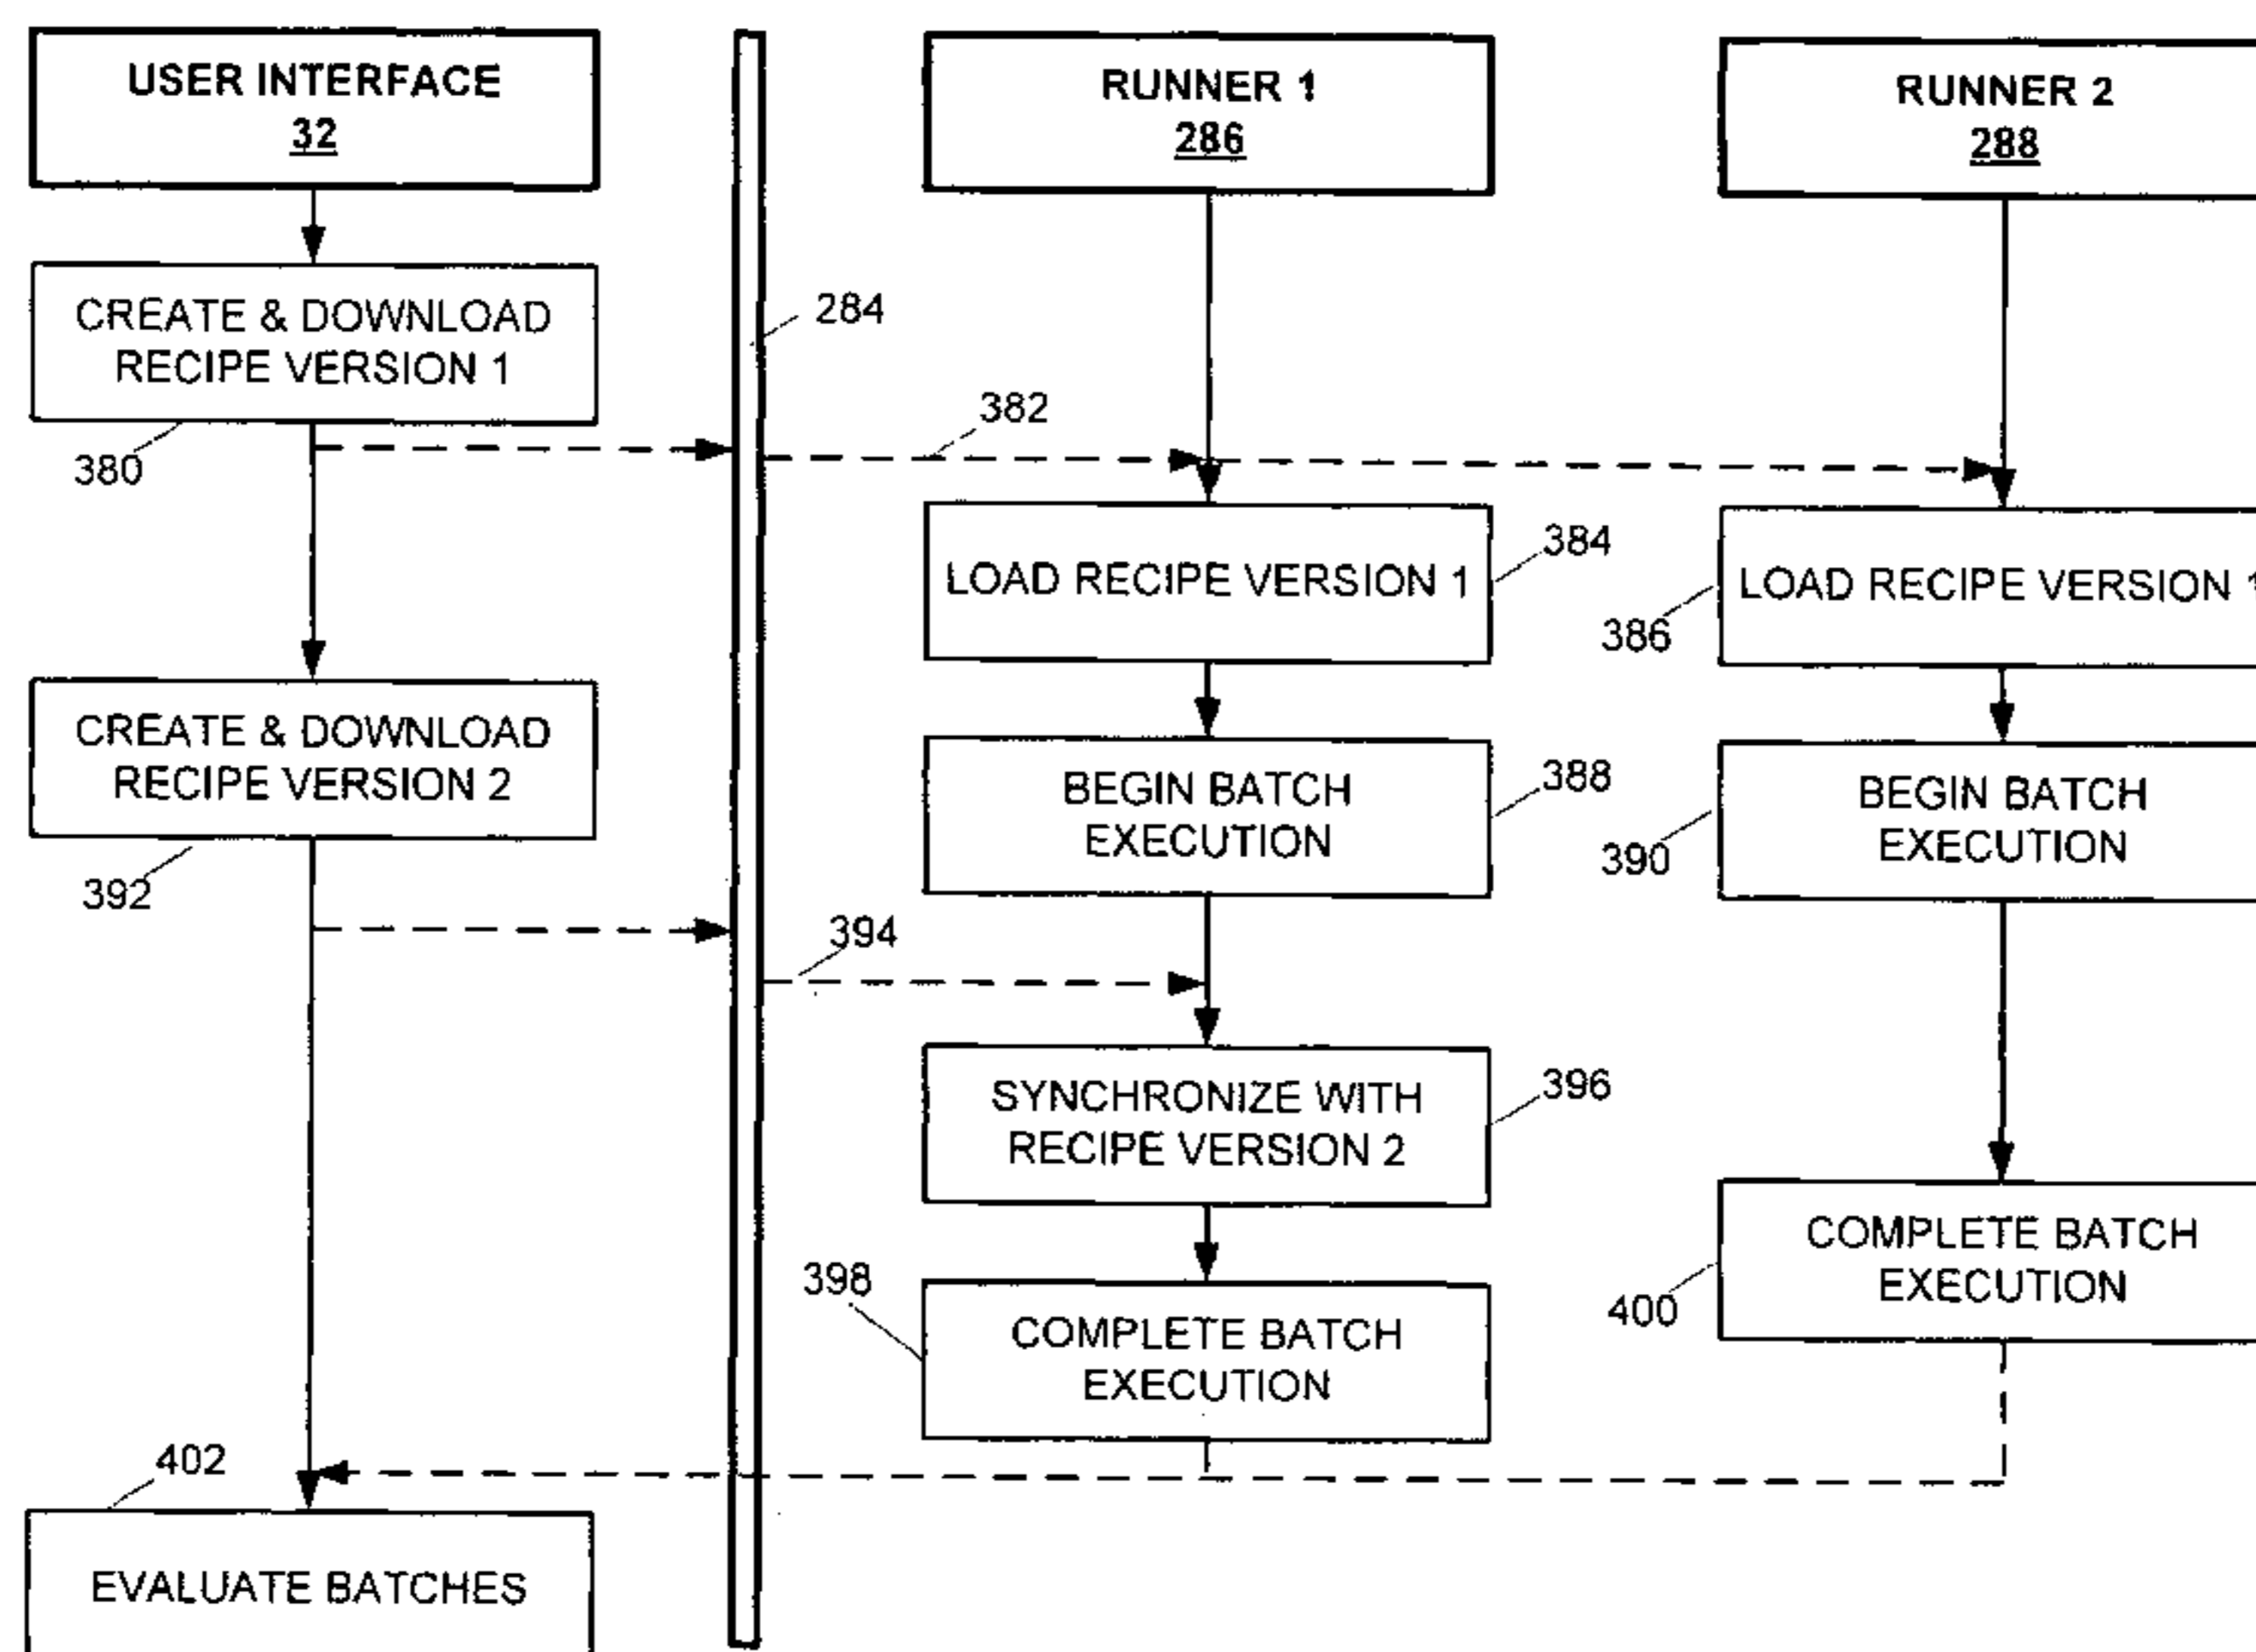 USER INTERFACE
32
RUNNER 1
286
RUNNER 2
288
CREATE & DOWNLOAD
RECIPE VERSION 1
284
382
380
LOAD RECIPE VERSION 1
384
LOAD RECIPE VERSION 1
386
CREATE & DOWNLOAD
RECIPE VERSION 2
392
BEGIN BATCH
EXECUTION
388
BEGIN BATCH
EXECUTION
390
394
SYNCHRONIZE WITH
RECIPE VERSION 2
396
398
COMPLETE BATCH
EXECUTION
COMPLETE BATCH
EXECUTION
400
402
EVALUATE BATCHES